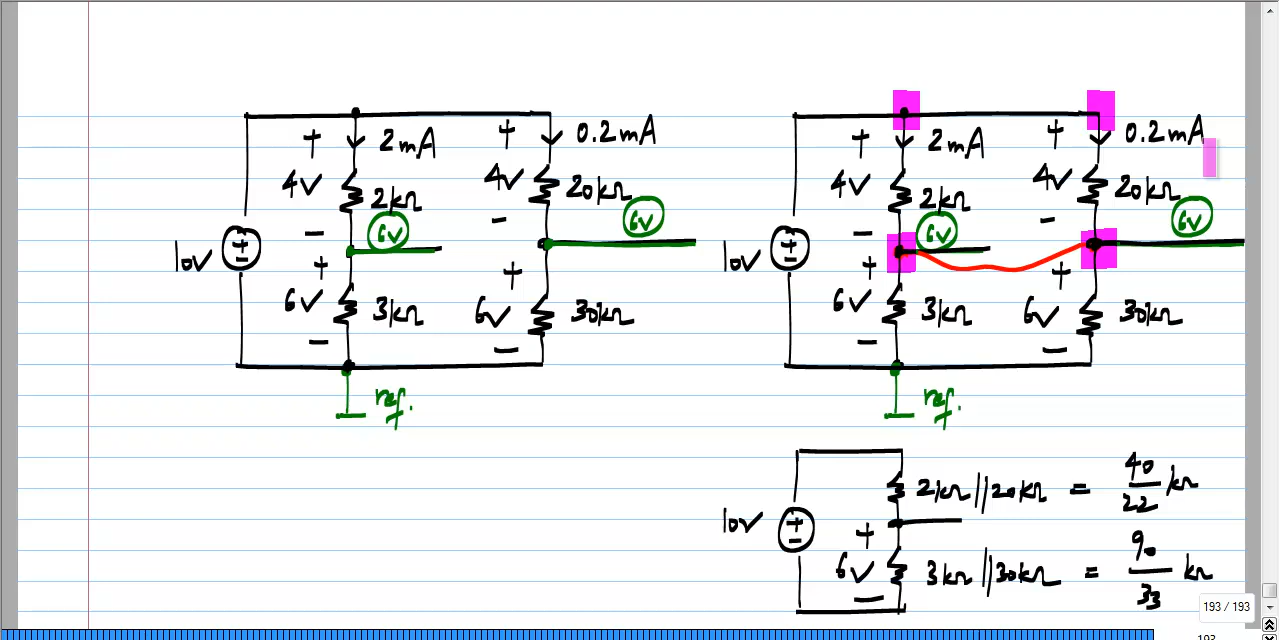 + 2mA + 0.2mA
4V 2kΩ 4V 20kΩ
− 6V − 6V
10V + −
+ +
6V 3kΩ 6V 30kΩ
− −
ref.
+ 2mA + 0.2mA
4V 2kΩ 4V 20kΩ
− 6V − 6V
10V + −
+ +
6V 3kΩ 6V 30kΩ
− −
ref.
2kΩ//20kΩ = 40/22 kΩ
10V + −
+
6V 3kΩ//30kΩ = 90/33 kΩ
−
193 / 193
193